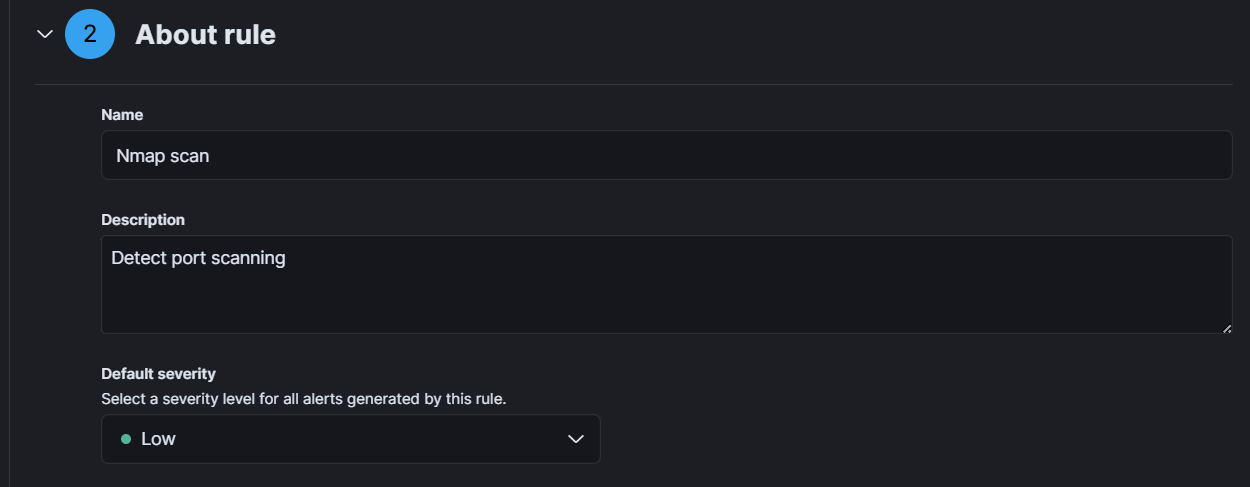 2 About rule
Name
Nmap scan
Description
Detect port scanning
Default severity
Select a severity level for all alerts generated by this rule.
Low